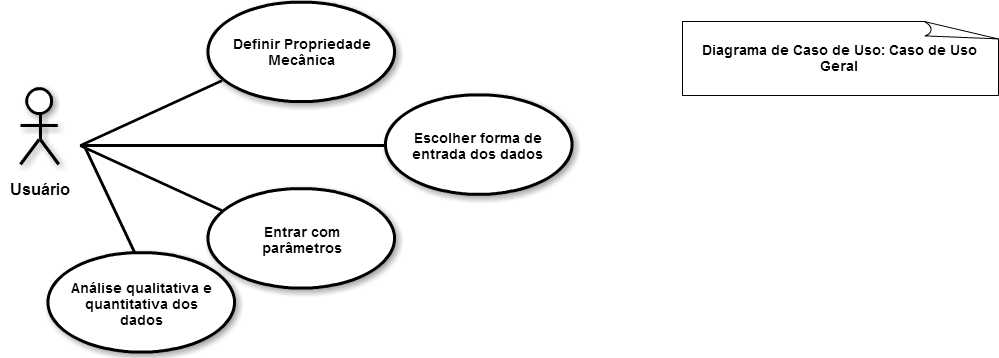 Definir Propriedade
Mecânica
Diagrama de Caso de Uso: Caso de Uso
Geral
Escolher forma de
entrada dos dados
Usuário
Entrar com
parâmetros
Análise qualitativa e
quantitativa dos
dados